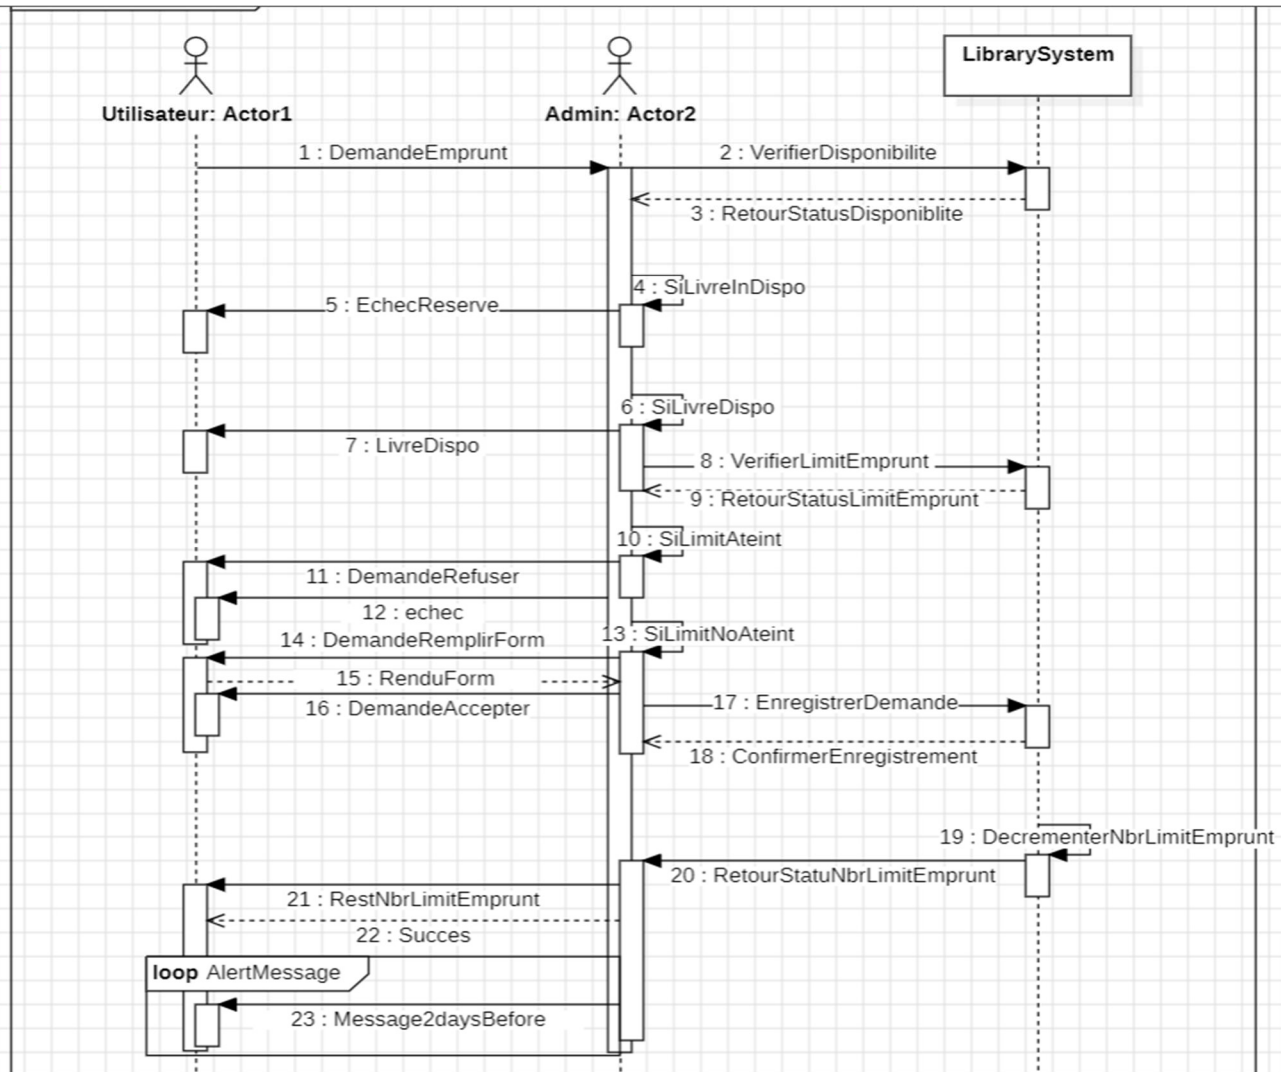 LibrarySystem
Utilisateur: Actor1
Admin: Actor2
1 : DemandeEmprunt
2 : VerifierDisponibilite
3 : RetourStatusDisponiblite
4 : SiLivreInDispo
5 : EchecReserve
6 : SiLivreDispo
7 : LivreDispo
8 : VerifierLimitEmprunt
9 : RetourStatusLimitEmprunt
10 : SiLimitAteint
11 : DemandeRefuser
12 : echec
13 : SiLimitNoAteint
14 : DemandeRemplirForm
15 : RenduForm
16 : DemandeAccepter
17 : EnregistrerDemande
18 : ConfirmerEnregistrement
19 : DecrementerNbrLimitEmprunt
20 : RetourStatuNbrLimitEmprunt
21 : RestNbrLimitEmprunt
22 : Succes
loop AlertMessage
23 : Message2daysBefore